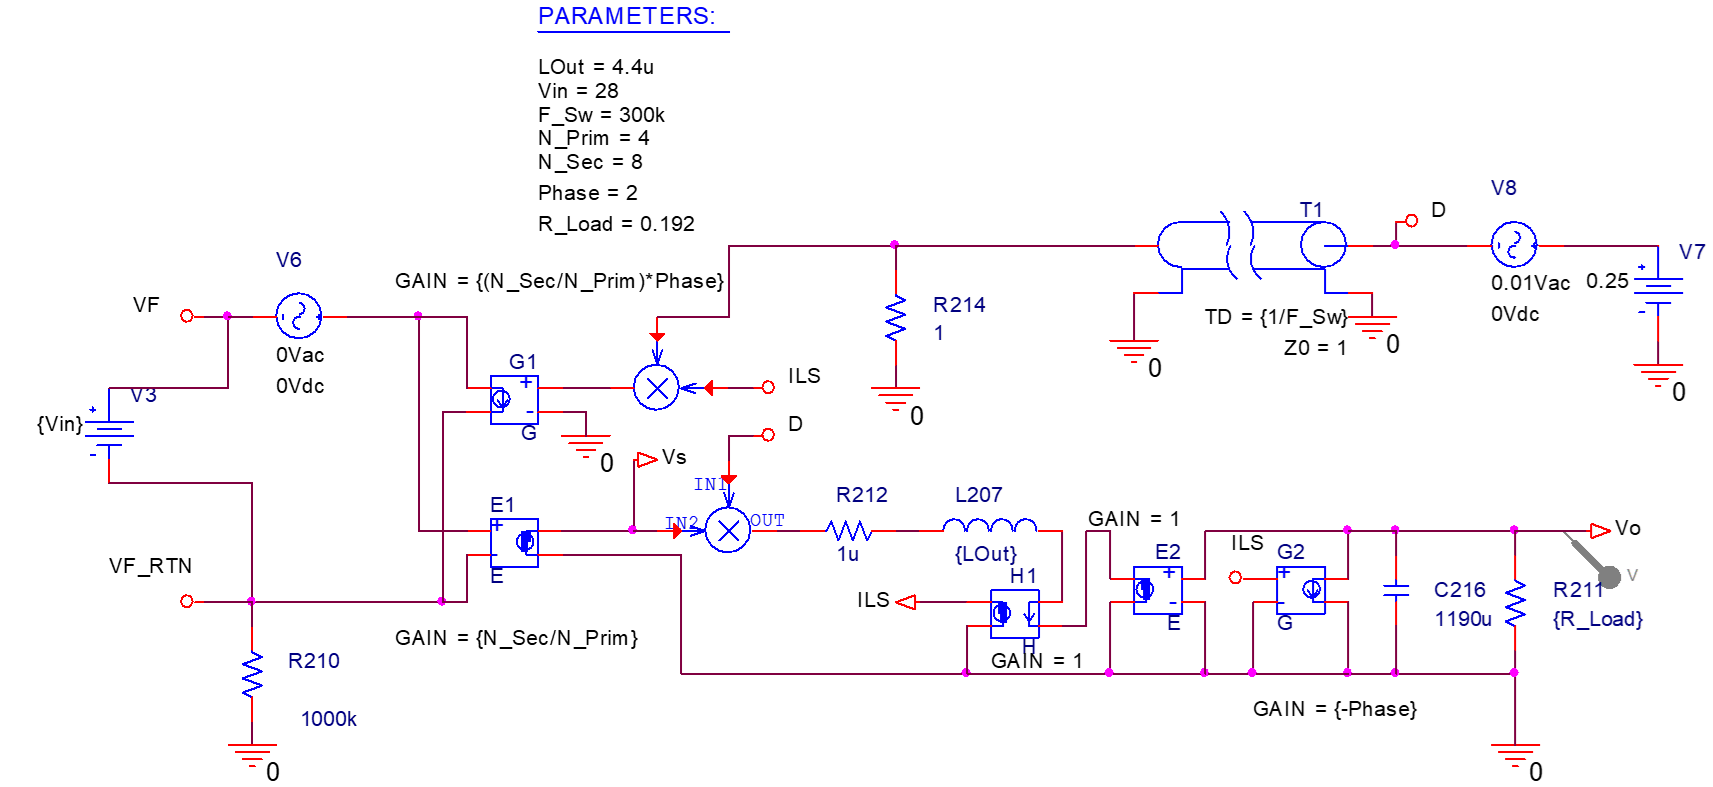 PARAMETERS:
LOut = 4.4u
Vin = 28
F_Sw = 300k
N_Prim = 4
N_Sec = 8
Phase = 2
R_Load = 0.192
V8
T1
D
V7
V6
GAIN = {(N_Sec/N_Prim)*Phase}
0.01Vac
0Vdc
0.25
+
-
VF
R214
1
TD = {1/F_Sw}
Z0 = 1
0
0
0
0Vac
0Vdc
G1
+
-
G
ILS
V3
{Vin}
+
-
0
0
D
Vs
IN1
IN2
OUT
E1
+
-
E
R212
1u
L207
{LOut}
GAIN = 1
E2
+
-
E
ILS
G2
+
-
G
Vo
V
VF_RTN
ILS
H1
H
GAIN = 1
C216
1190u
R211
{R_Load}
GAIN = {N_Sec/N_Prim}
R210
1000k
GAIN = {-Phase}
0
0